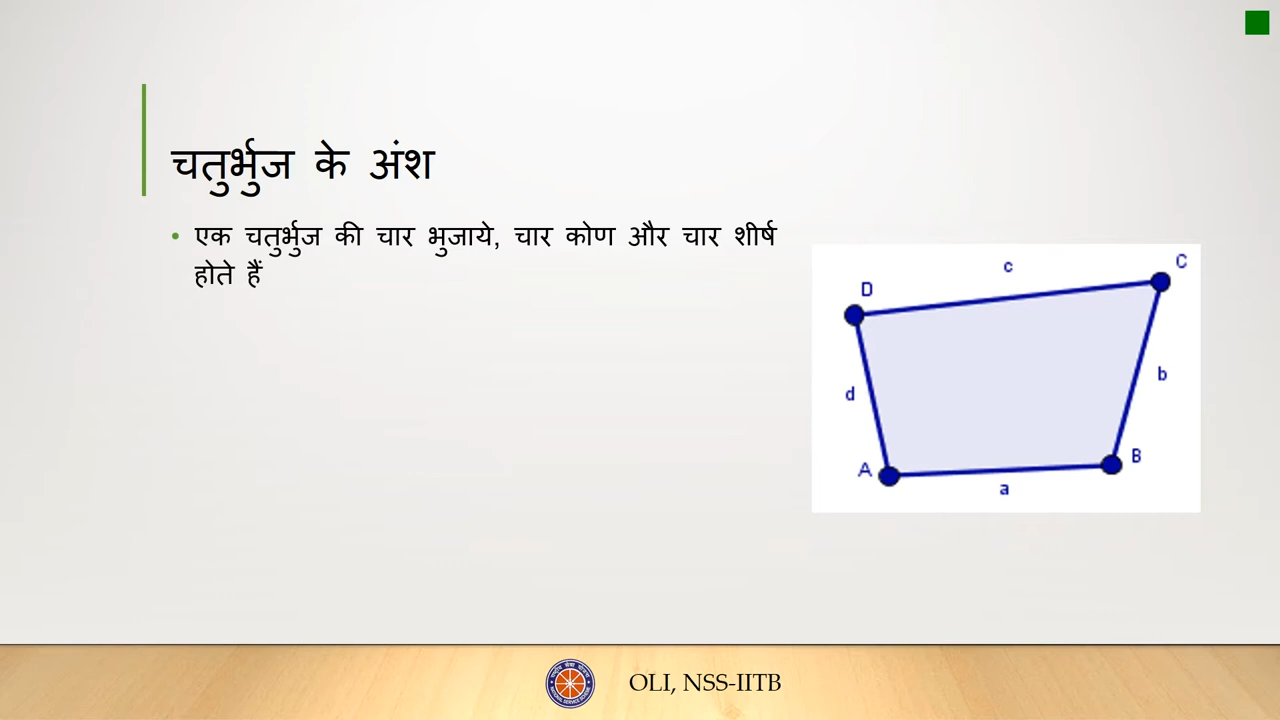 चतुर्भुज के अंश
• एक चतुर्भुज की चार भुजाये, चार कोण और चार शीर्ष
होते हैं
c
C
D
d
b
A
B
a
OLI, NSS-IITB